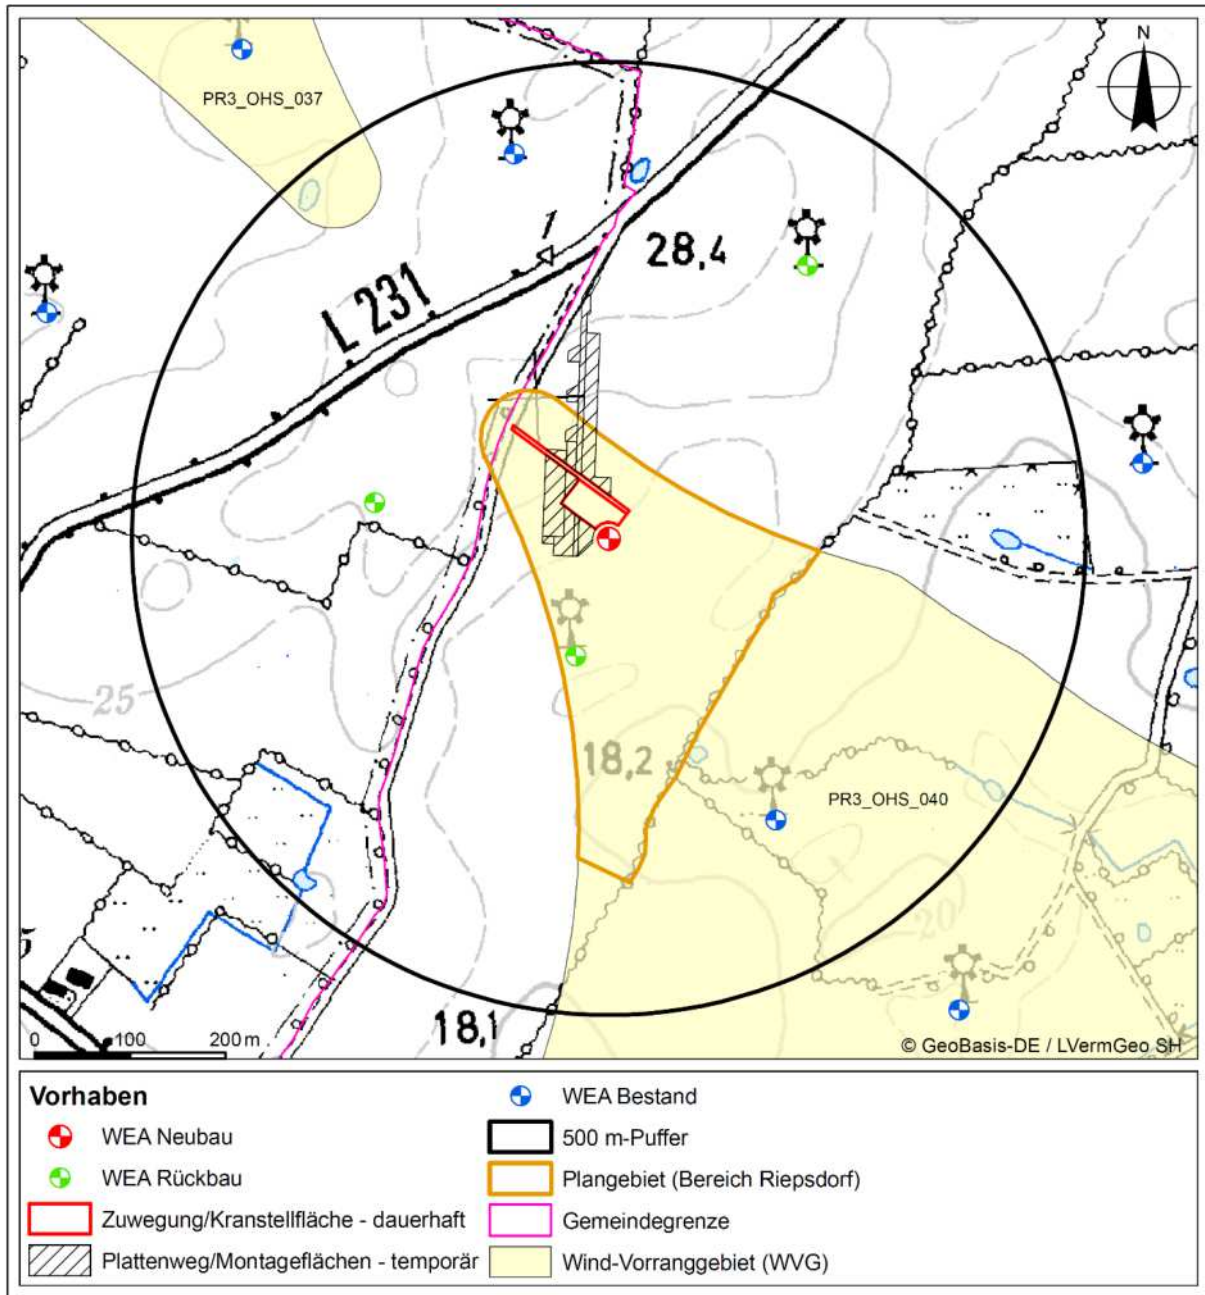 N
PR3_OHS_037
1
28,4
L 231
25
18,2
PR3_OHS_040
20
18,1
0 100 200 m
© GeoBasis-DE / LVermGeo SH
Vorhaben
WEA Neubau
WEA Rückbau
Zuwegung/Kranstellfläche - dauerhaft
Plattenweg/Montageflächen - temporär
WEA Bestand
500 m-Puffer
Plangebiet (Bereich Riepsdorf)
Gemeindegrenze
Wind-Vorranggebiet (WVG)